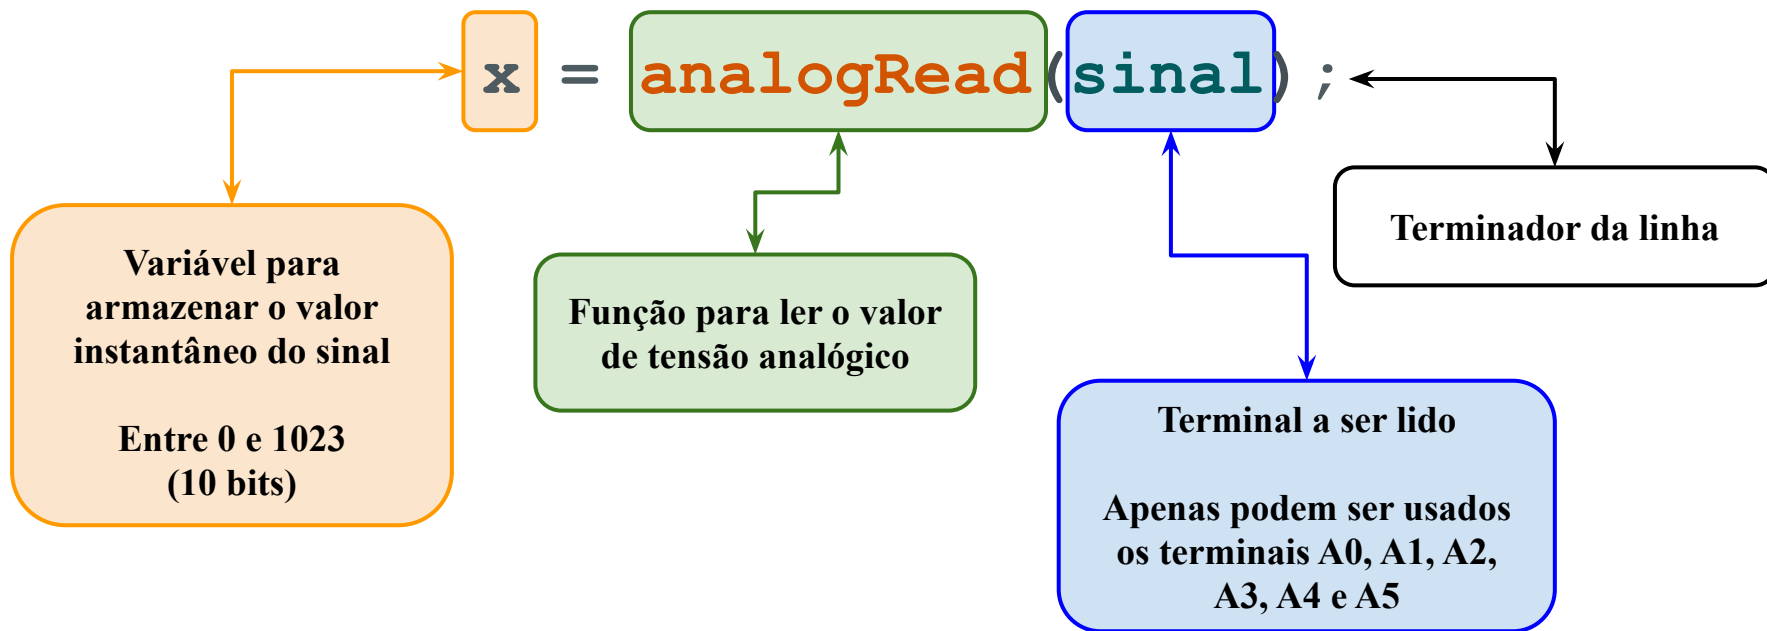 x = analogRead(sinal);
Variável para
armazenar o valor
instantâneo do sinal
Entre 0 e 1023
(10 bits)
Função para ler o valor
de tensão analógico
Terminal a ser lido
Apenas podem ser usados
os terminais A0, A1, A2,
A3, A4 e A5
Terminador da linha